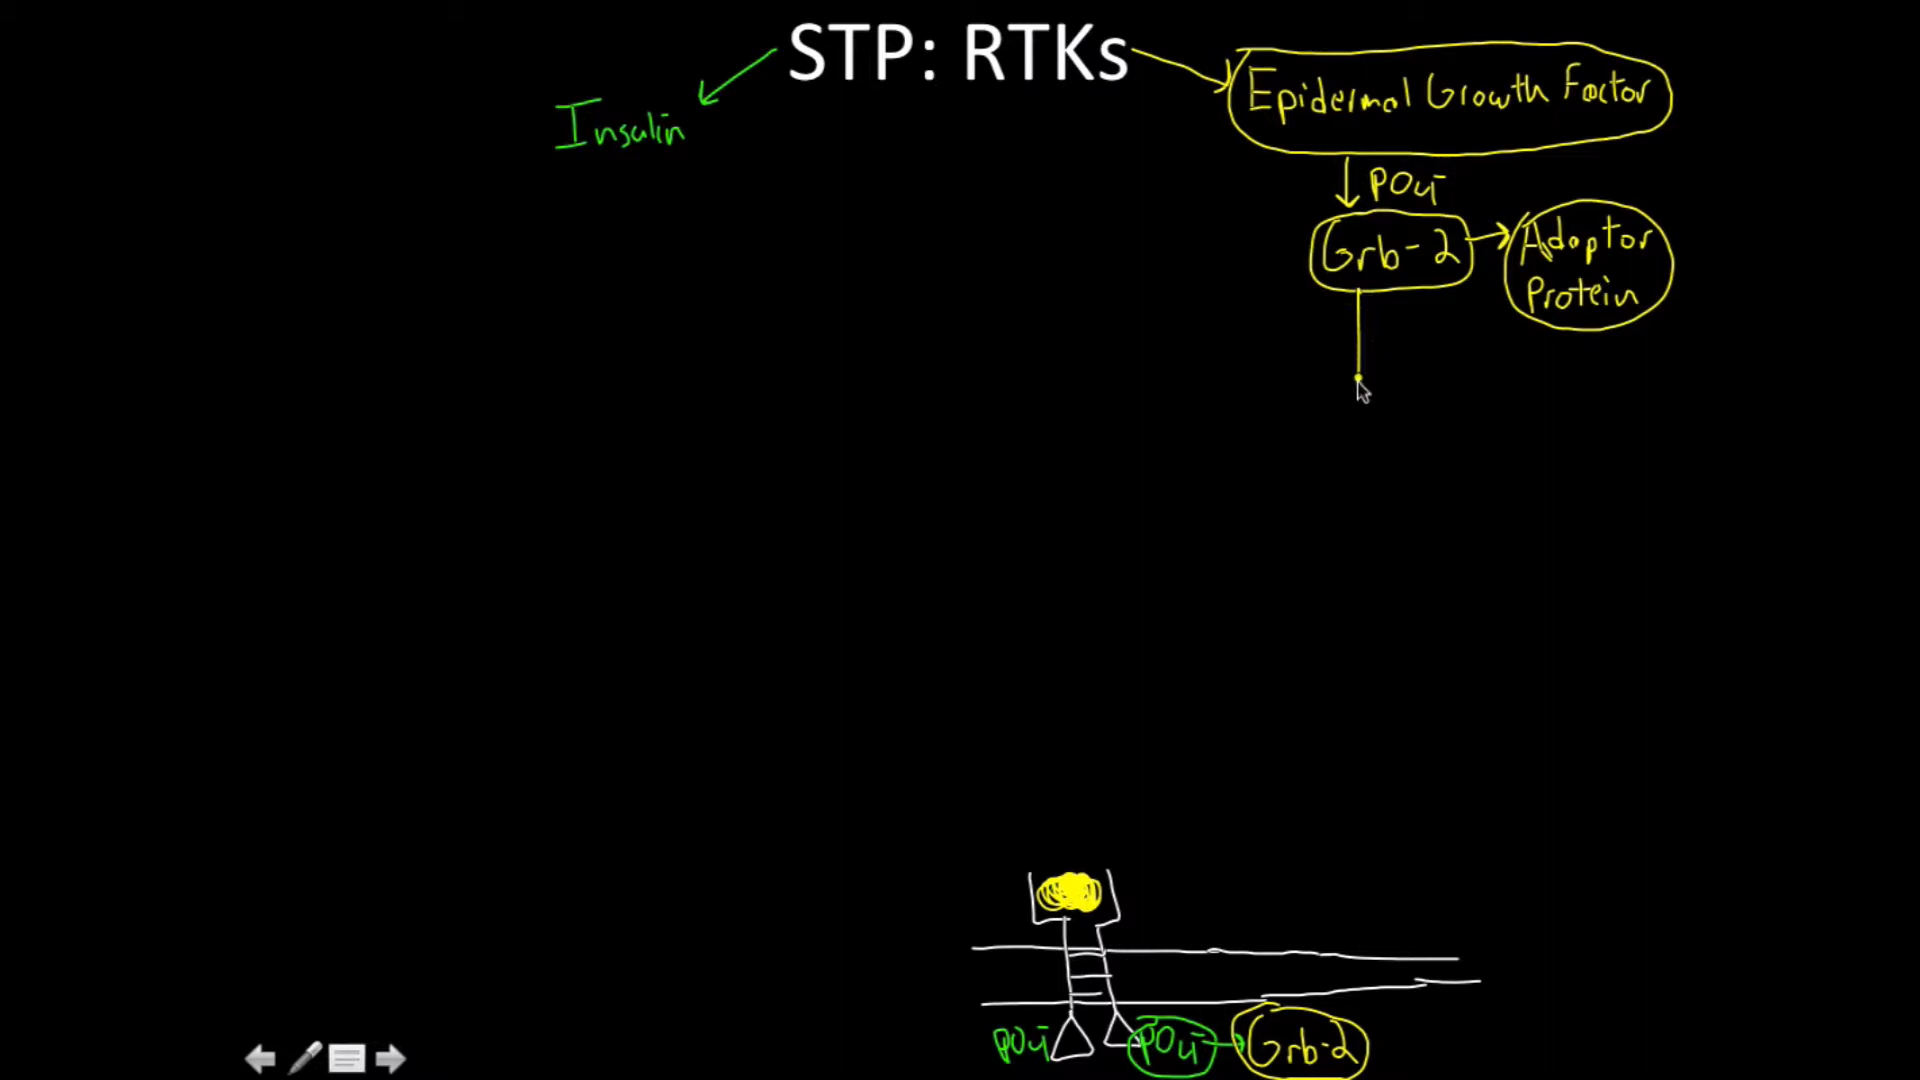 STP: RTKs
Insulin
Epidermal Growth Factor
PO4-
Grb-2
Adaptor
Protein
PO4-
PO4-
Grb-2